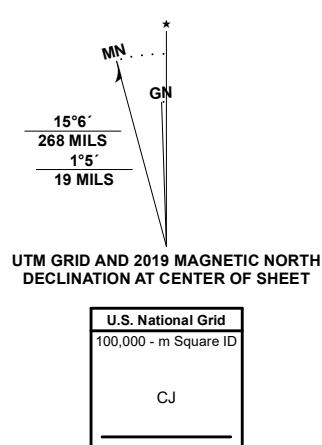 ★
MN
GN
15°6´
268 MILS
1°5´
19 MILS
UTM GRID AND 2019 MAGNETIC NORTH
DECLINATION AT CENTER OF SHEET
U.S. National Grid
100,000 - m Square ID
CJ